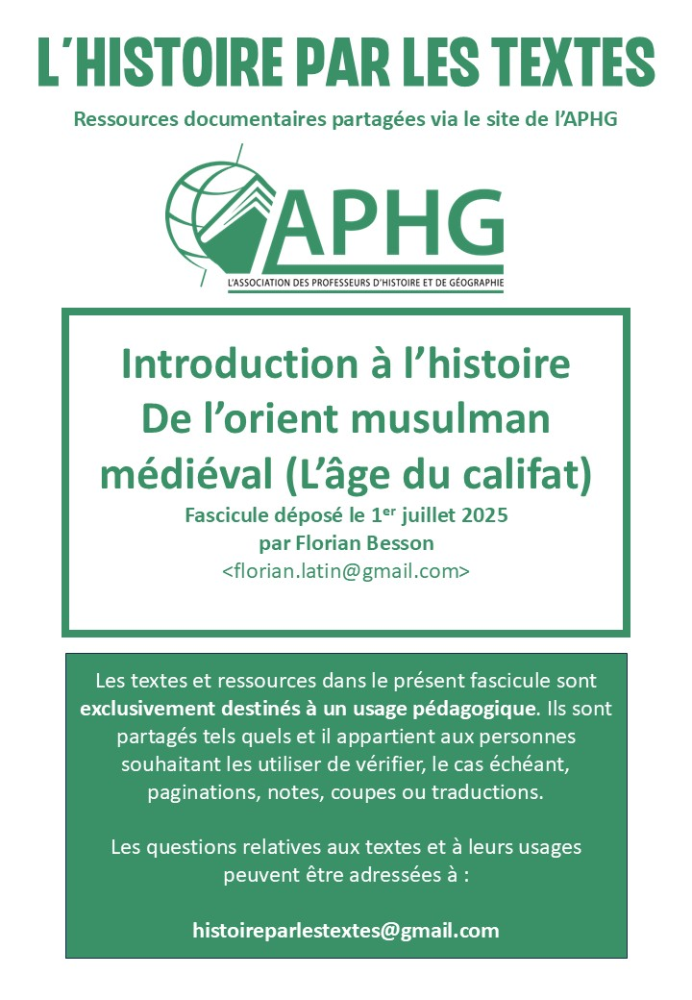 L'HISTOIRE PAR LES TEXTES
Ressources documentaires partagées via le site de l’APHG
APHG
L'ASSOCIATION DES PROFESSEURS D'HISTOIRE ET DE GÉOGRAPHIE
Introduction à l’histoire
De l’orient musulman
médiéval (L’âge du califat)
Fascicule déposé le 1er juillet 2025
par Florian Besson
<florian.latin@gmail.com>
Les textes et ressources dans le présent fascicule sont
exclusivement destinés à un usage pédagogique. Ils sont
partagés tels quels et il appartient aux personnes
souhaitant les utiliser de vérifier, le cas échéant,
paginations, notes, coupes ou traductions.
Les questions relatives aux textes et à leurs usages
peuvent être adressées à :
histoireparlestextes@gmail.com